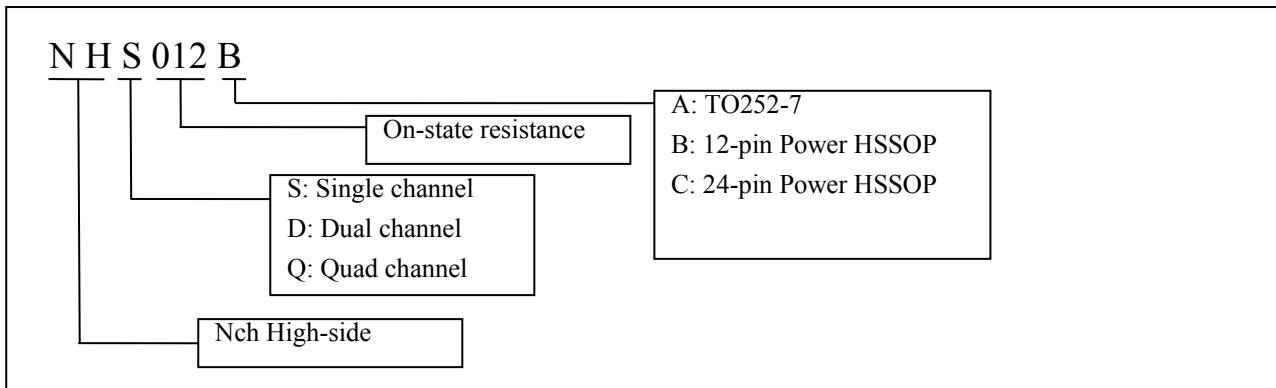 N H S 012 B
A: TO252-7
B: 12-pin Power HSSOP
C: 24-pin Power HSSOP
On-state resistance
S: Single channel
D: Dual channel
Q: Quad channel
Nch High-side